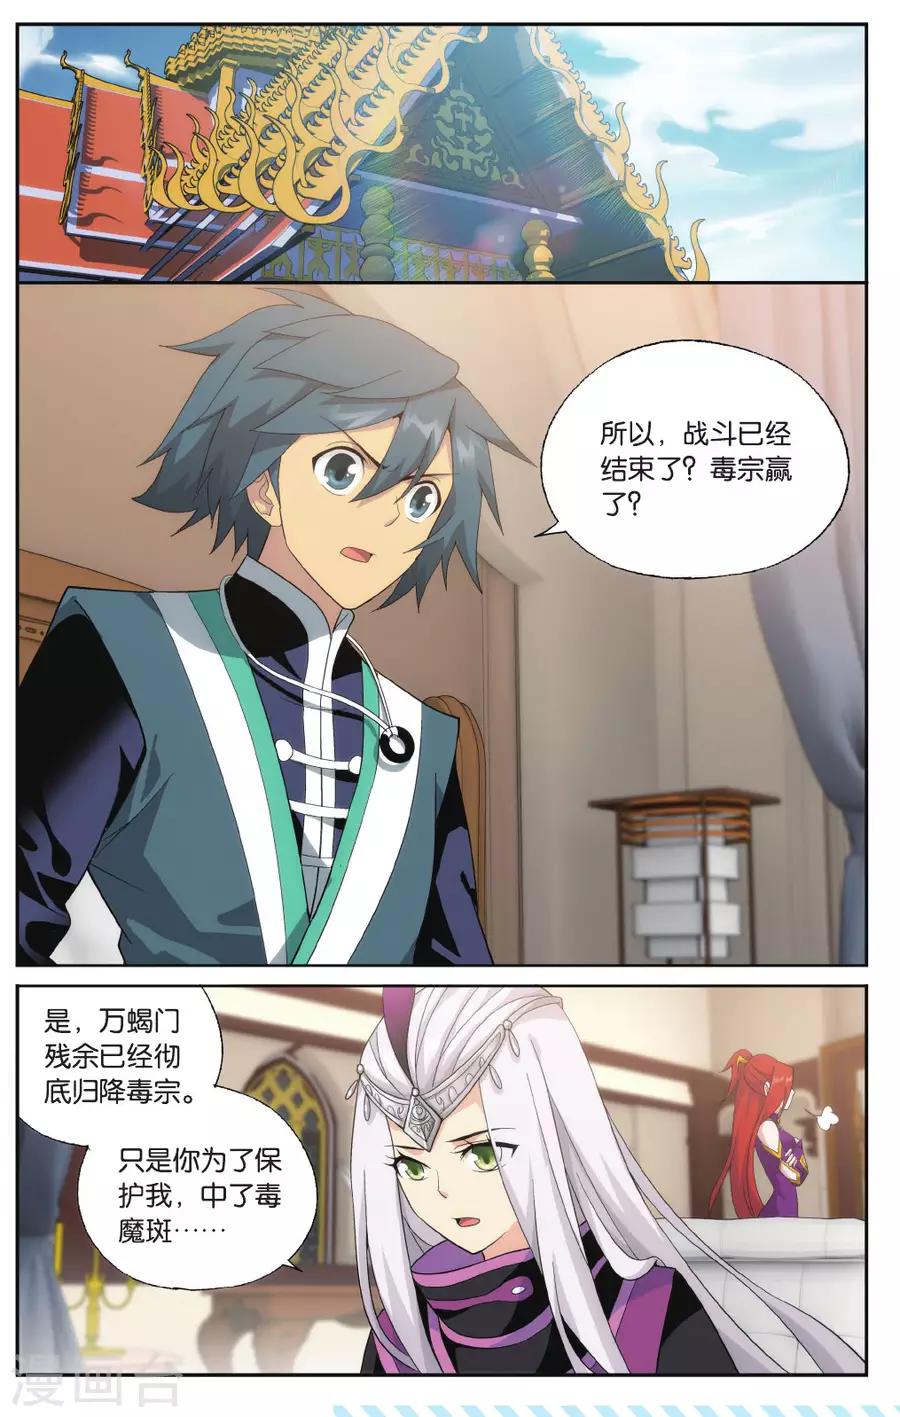 所以，战斗已经
结束了？毒宗赢
了？
是，万蝎门
残余已经彻
底归降毒宗。
只是你为了保
护我，中了毒
魔斑……
漫画台